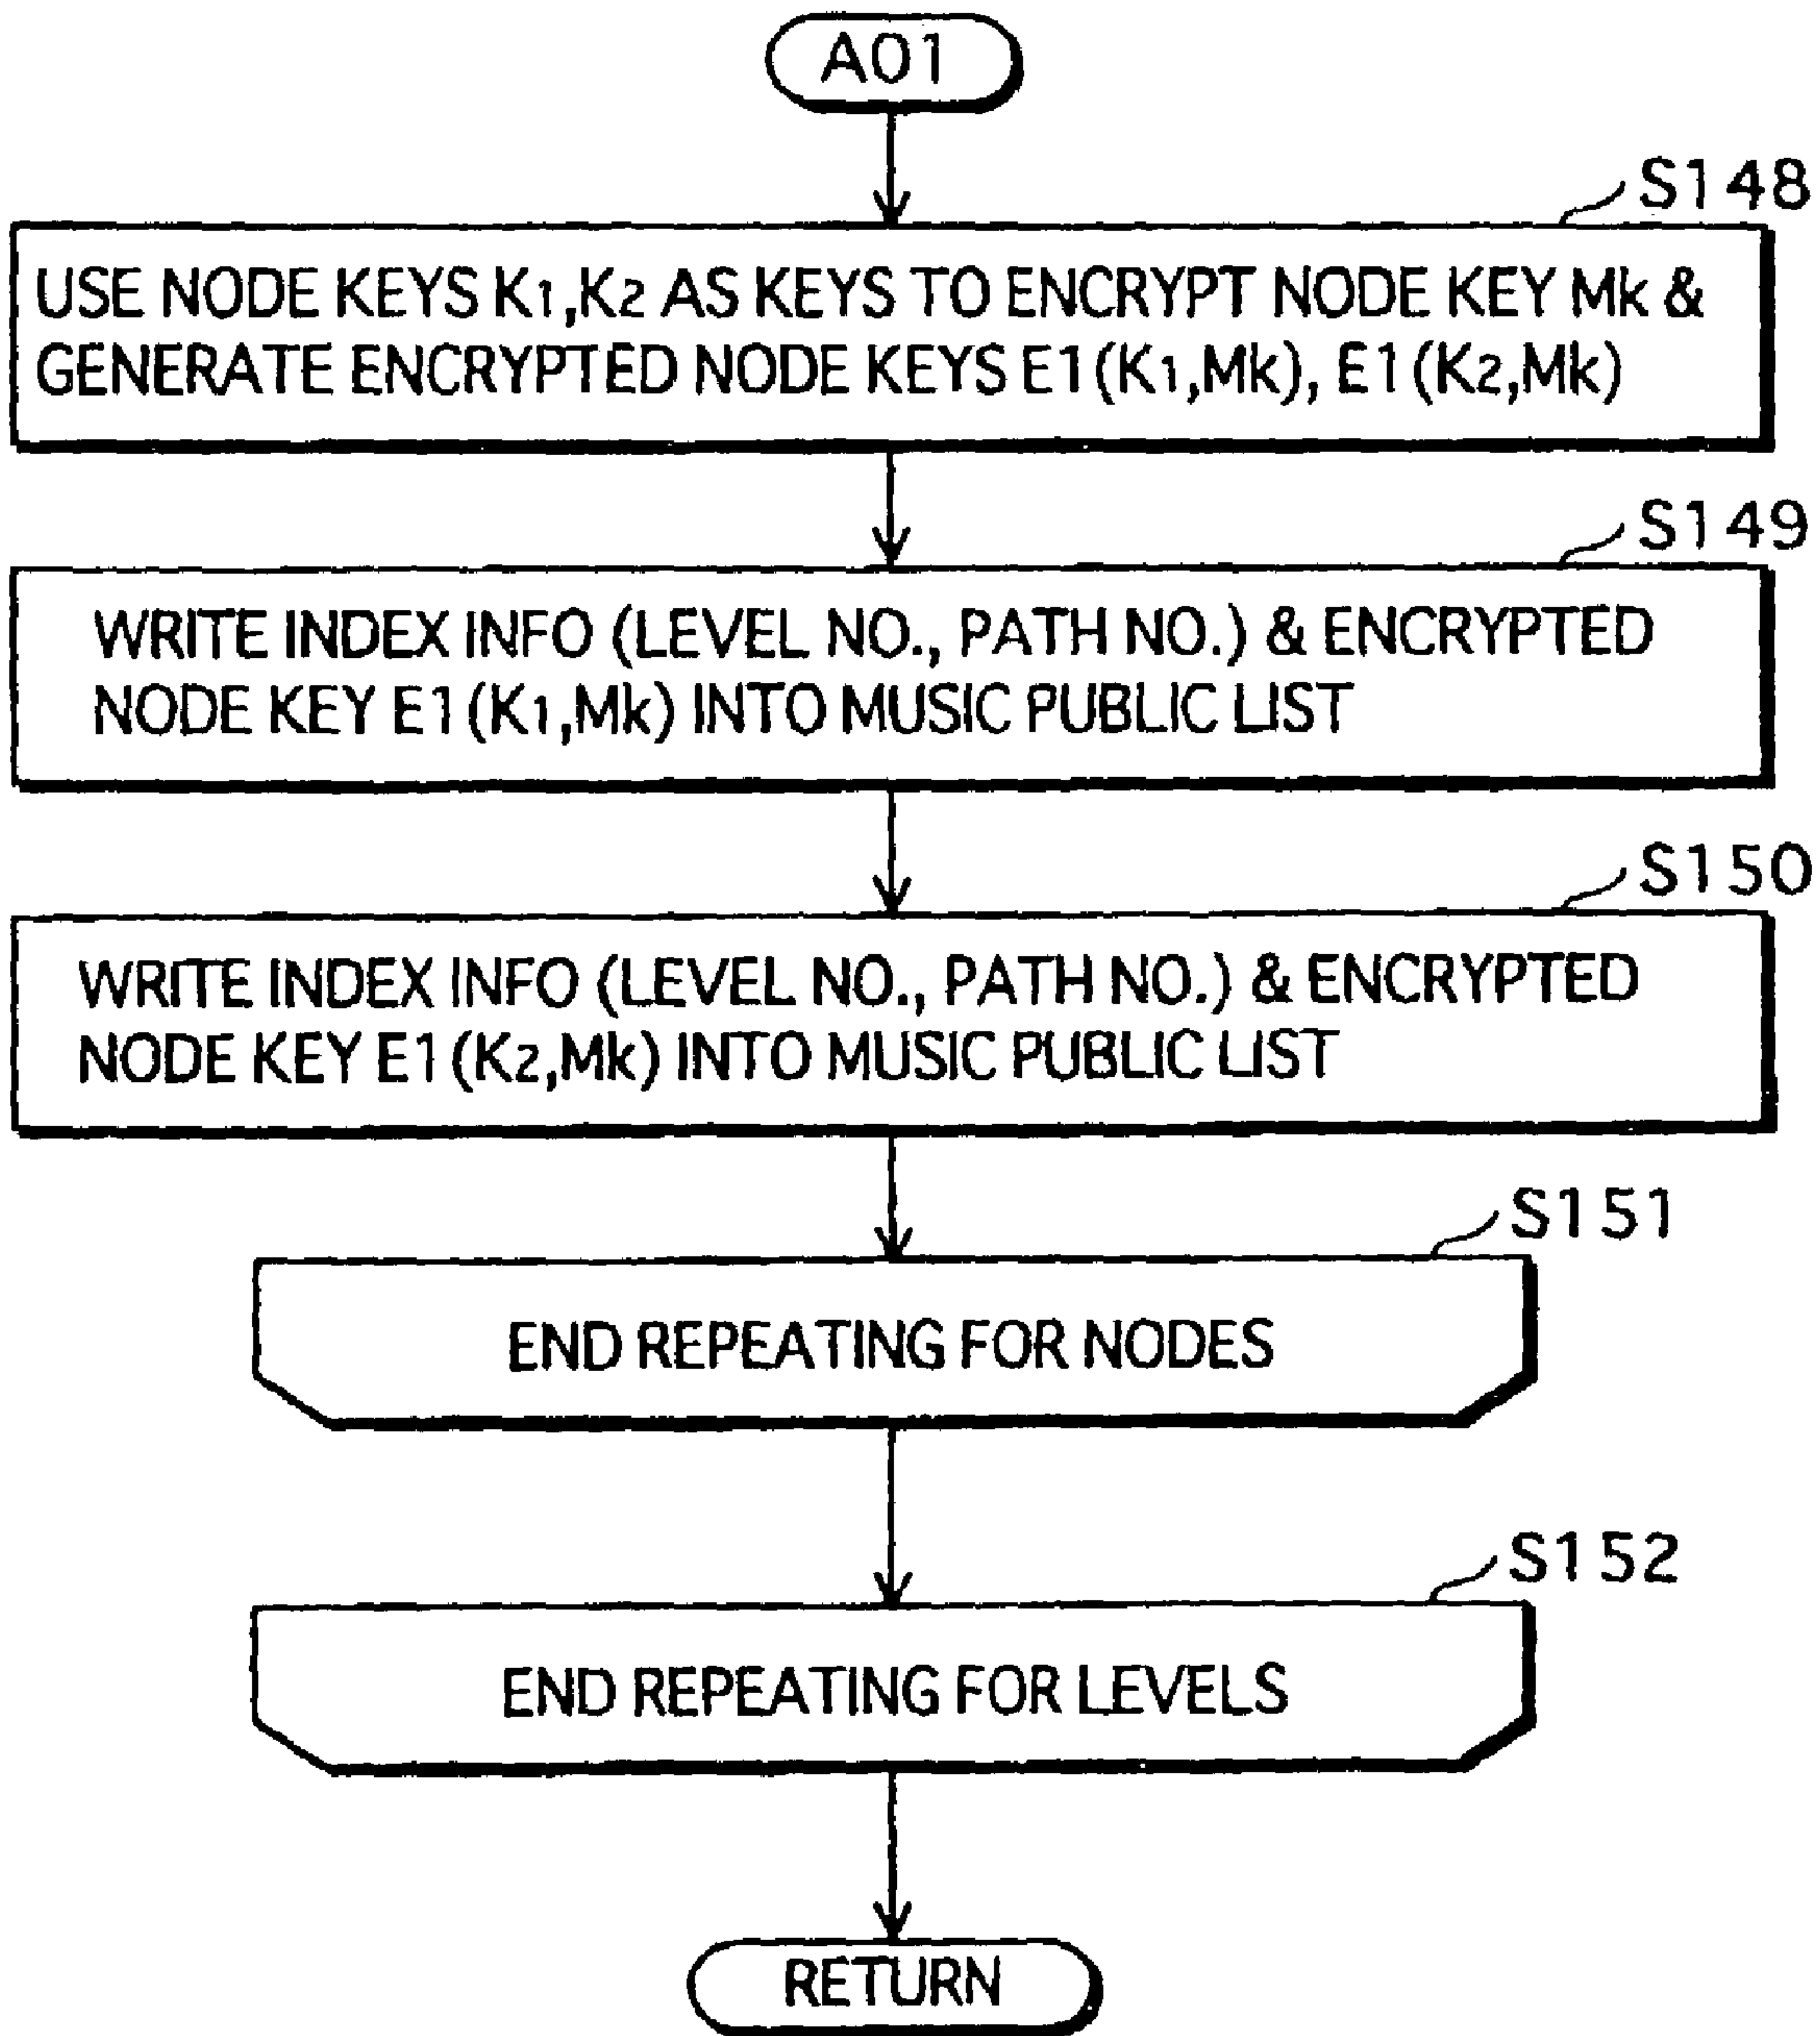 A01
S148
USE NODE KEYS K1,K2 AS KEYS TO ENCRYPT NODE KEY Mk &
GENERATE ENCRYPTED NODE KEYS E1(K1,Mk), E1(K2,Mk)
S149
WRITE INDEX INFO (LEVEL NO., PATH NO.) & ENCRYPTED
NODE KEY E1(K1,Mk) INTO MUSIC PUBLIC LIST
S150
WRITE INDEX INFO (LEVEL NO., PATH NO.) & ENCRYPTED
NODE KEY E1(K2,Mk) INTO MUSIC PUBLIC LIST
S151
END REPEATING FOR NODES
S152
END REPEATING FOR LEVELS
RETURN